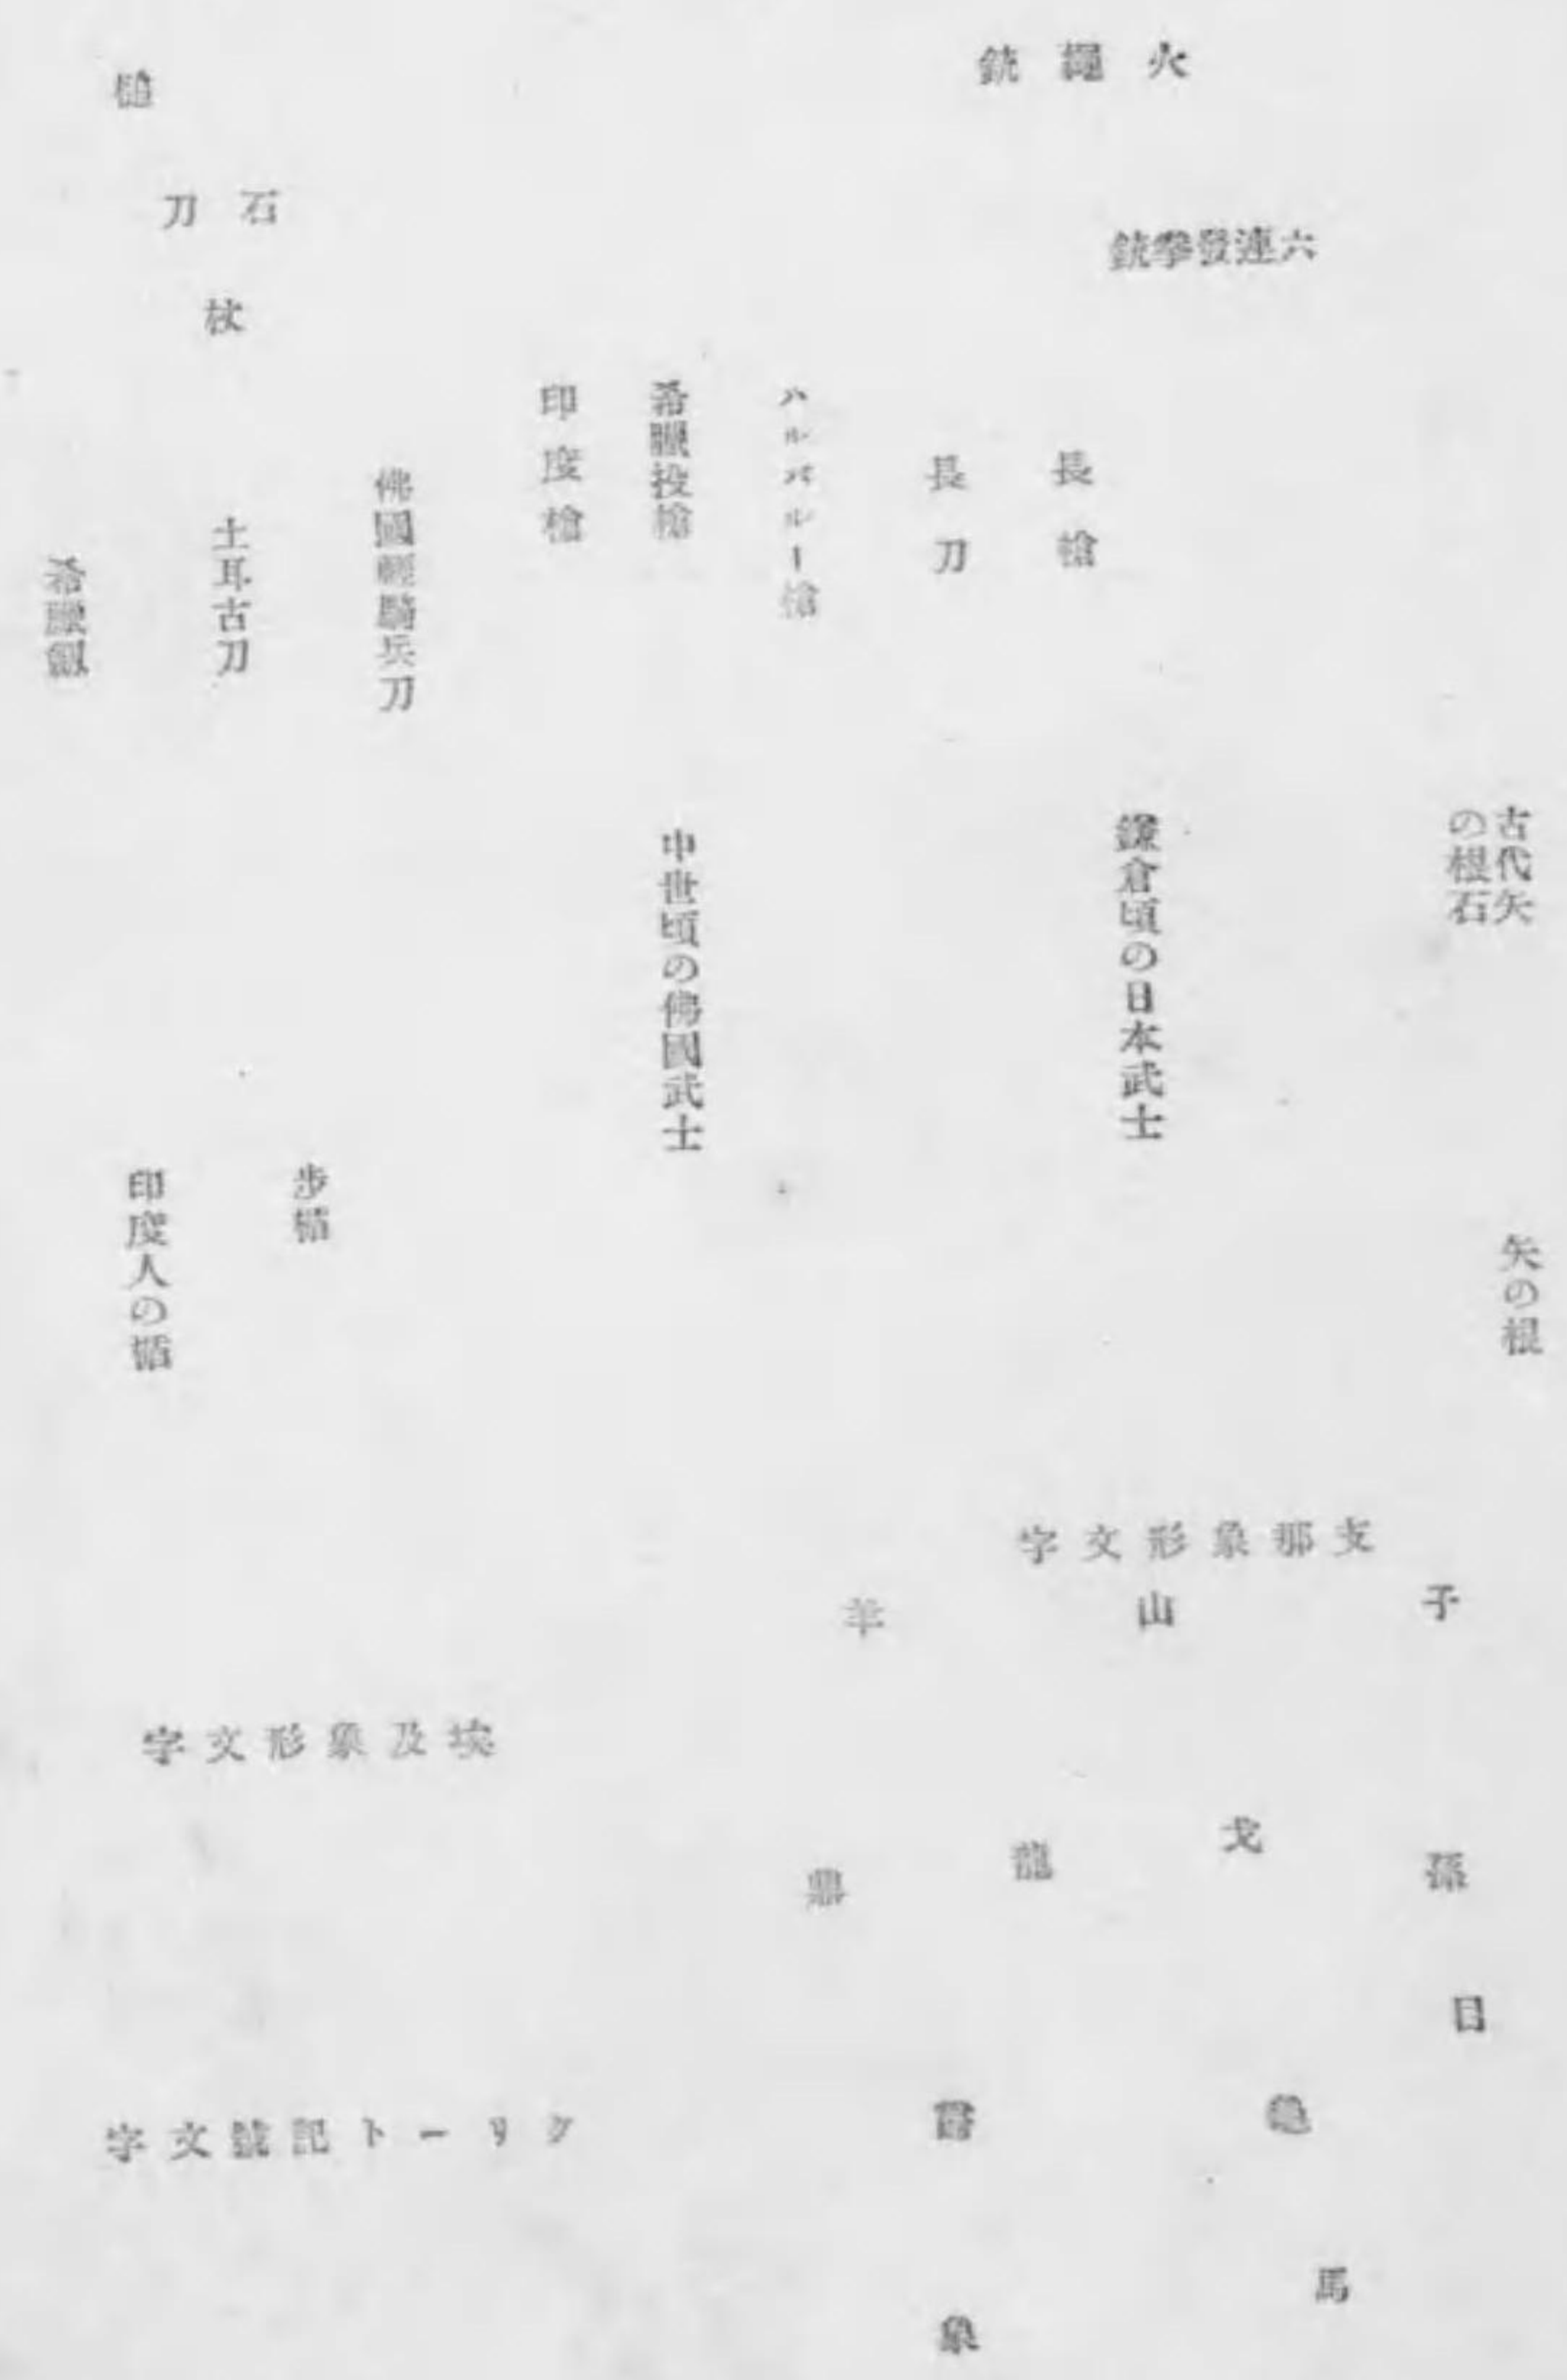 火繩銃
六連發拳銃
槌
石刀
杖
長槍
長刀
ハルバルー槍
希臘投槍
印度槍
佛國輕騎兵刀
土耳古刀
希臘劔
古代矢
の根石
鎌倉頃の日本武士
中世頃の佛國武士
矢の根
步楯
印度人の楯
支那象形文字
子
山
羊
埃及象形文字
孫
戈
龍
鼎
目
龜
馬
象
クリート記號文字